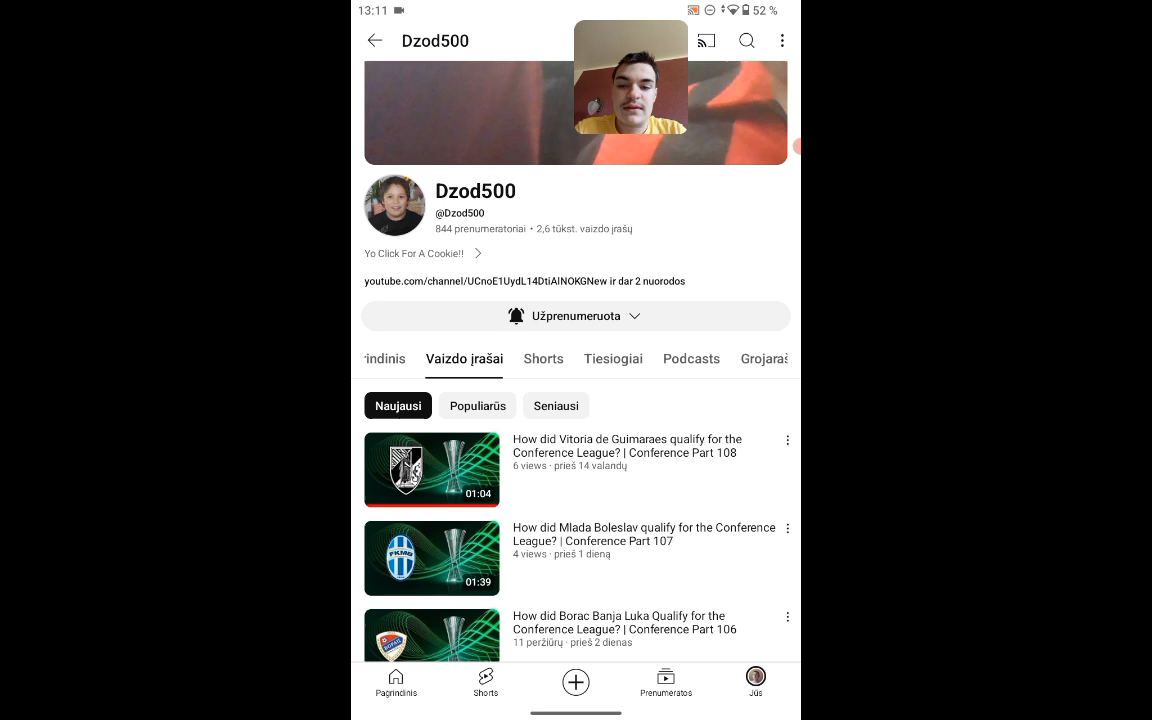 13:11
52 %
Dzod500
Dzod500
@Dzod500
844 prenumeratoriai • 2,6 tūkst. vaizdo įrašų
Yo Click For A Cookie!!
youtube.com/channel/UCnoE1UydL14DtiAlNOKGNew ir dar 2 nuorodos
Užprenumeruota
rindinis Vaizdo įrašai Shorts Tiesiogiai Podcasts Grojaraš
Naujausi Populiarūs Seniausi
How did Vitoria de Guimaraes qualify for the
Conference League? | Conference Part 108
6 views · prieš 14 valandų
01:04
How did Mlada Boleslav qualify for the Conference
League? | Conference Part 107
4 views · prieš 1 dieną
FKMB
01:39
How did Borac Banja Luka Qualify for the
Conference League? | Conference Part 106
11 peržiūrų · prieš 2 dienas
Pagrindinis Shorts Prenumeratos Jūs